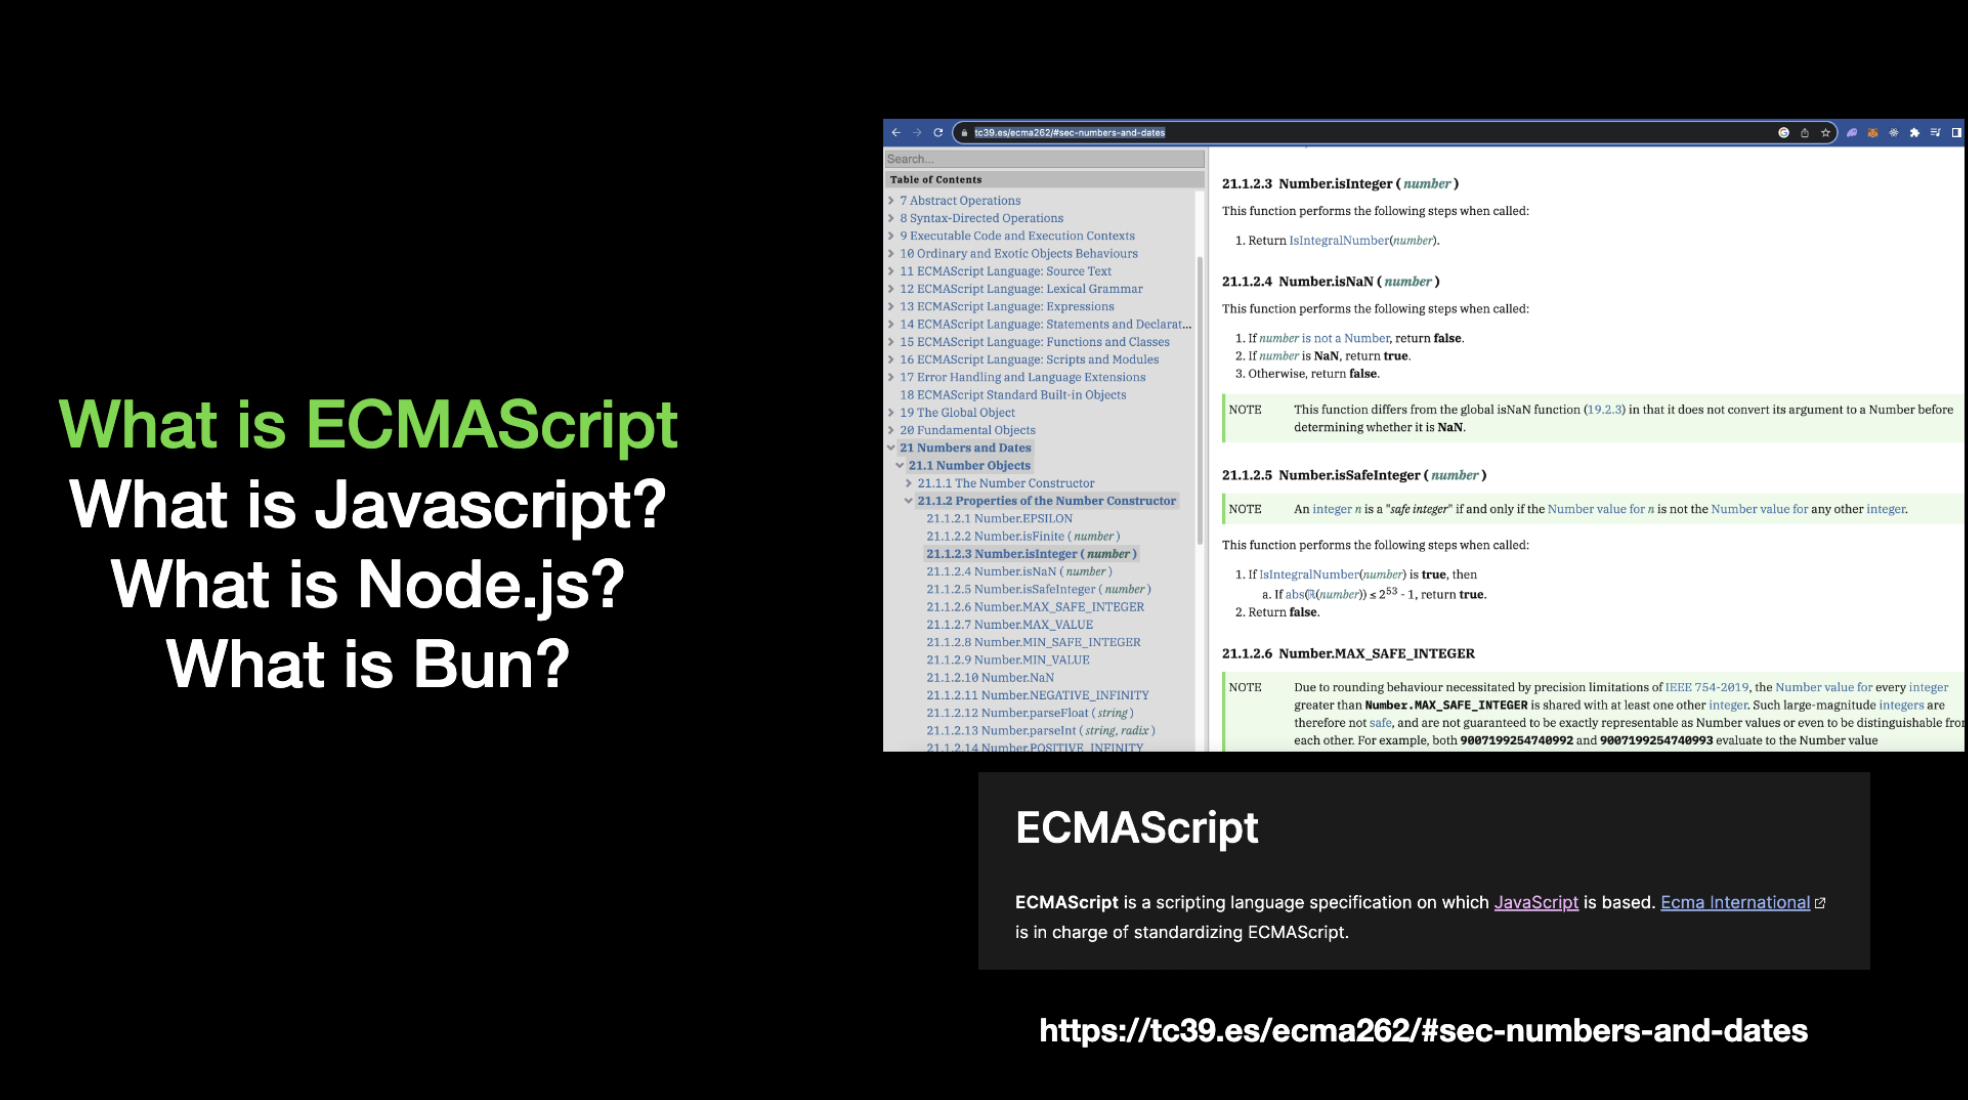 What is ECMAScript
What is Javascript?
What is Node.js?
What is Bun?
tc39.es/ecma262/#sec-numbers-and-dates
Search...
Table of Contents
7 Abstract Operations
8 Syntax-Directed Operations
9 Executable Code and Execution Contexts
10 Ordinary and Exotic Objects Behaviours
11 ECMAScript Language: Source Text
12 ECMAScript Language: Lexical Grammar
13 ECMAScript Language: Expressions
14 ECMAScript Language: Statements and Declarat...
15 ECMAScript Language: Functions and Classes
16 ECMAScript Language: Scripts and Modules
17 Error Handling and Language Extensions
18 ECMAScript Standard Built-in Objects
19 The Global Object
20 Fundamental Objects
21 Numbers and Dates
21.1 Number Objects
21.1.1 The Number Constructor
21.1.2 Properties of the Number Constructor
21.1.2.1 Number.EPSILON
21.1.2.2 Number.isFinite ( number )
21.1.2.3 Number.isInteger ( number )
21.1.2.4 Number.isNaN ( number )
21.1.2.5 Number.isSafeInteger ( number )
21.1.2.6 Number.MAX_SAFE_INTEGER
21.1.2.7 Number.MAX_VALUE
21.1.2.8 Number.MIN_SAFE_INTEGER
21.1.2.9 Number.MIN_VALUE
21.1.2.10 Number.NaN
21.1.2.11 Number.NEGATIVE_INFINITY
21.1.2.12 Number.parseFloat ( string )
21.1.2.13 Number.parseInt ( string, radix )
21.1.2.14 Number.POSITIVE_INFINITY
21.1.2.3 Number.isInteger ( number )
This function performs the following steps when called:
1. Return IsIntegralNumber(number).
21.1.2.4 Number.isNaN ( number )
This function performs the following steps when called:
1. If number is not a Number, return false.
2. If number is NaN, return true.
3. Otherwise, return false.
NOTE This function differs from the global isNaN function (19.2.3) in that it does not convert its argument to a Number before
determining whether it is NaN.
21.1.2.5 Number.isSafeInteger ( number )
NOTE An integer n is a "safe integer" if and only if the Number value for n is not the Number value for any other integer.
This function performs the following steps when called:
1. If IsIntegralNumber(number) is true, then
a. If abs(ℝ(number)) ≤ 2⁵³ - 1, return true.
2. Return false.
21.1.2.6 Number.MAX_SAFE_INTEGER
NOTE Due to rounding behaviour necessitated by precision limitations of IEEE 754-2019, the Number value for every integer
greater than Number.MAX_SAFE_INTEGER is shared with at least one other integer. Such large-magnitude integers are
therefore not safe, and are not guaranteed to be exactly representable as Number values or even to be distinguishable fro
each other. For example, both 9007199254740992 and 9007199254740993 evaluate to the Number value
ECMAScript
ECMAScript is a scripting language specification on which JavaScript is based. Ecma International
is in charge of standardizing ECMAScript.
https://tc39.es/ecma262/#sec-numbers-and-dates